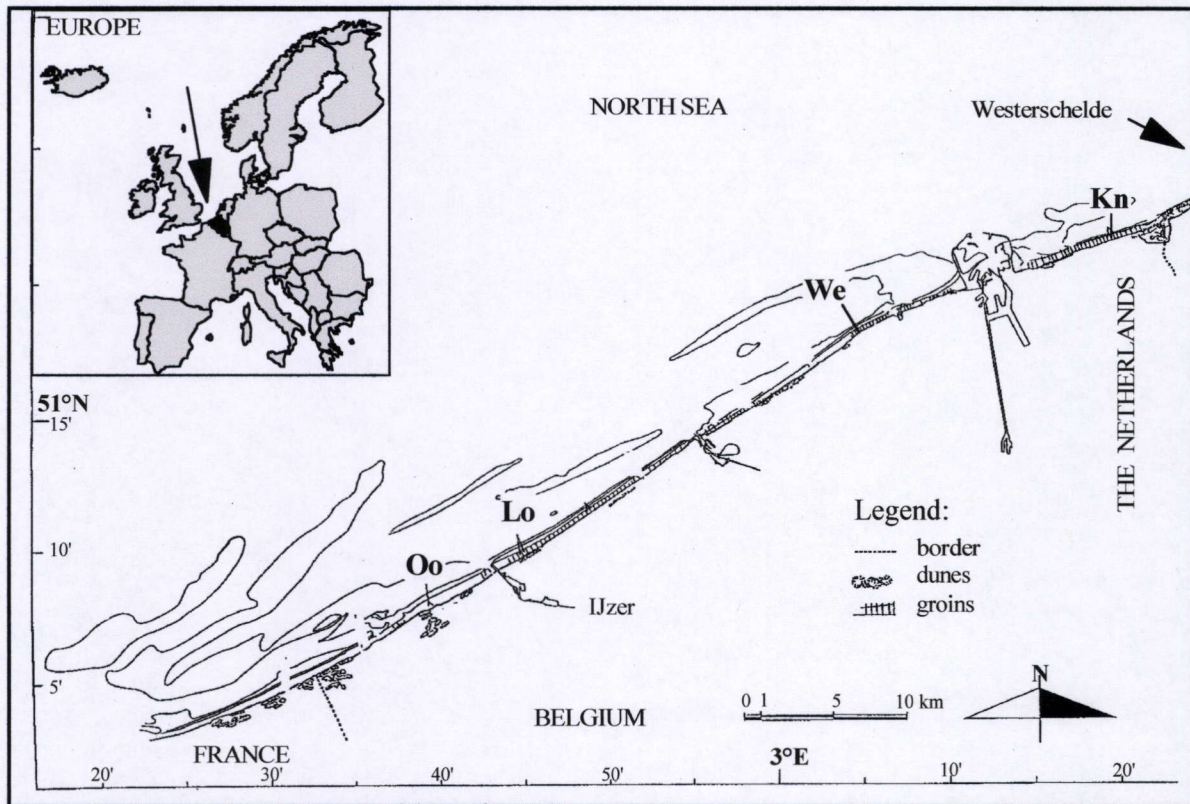 EUROPE
NORTH SEA
Westerschelde
Kn
We
THE NETHERLANDS
51°N
15'
Lo
Legend:
10'
border
Oo
dunes
IJzer
groins
5'
N
0 1 5 10 km
BELGIUM
FRANCE
3°E
20' 30' 40' 50' 10' 20'